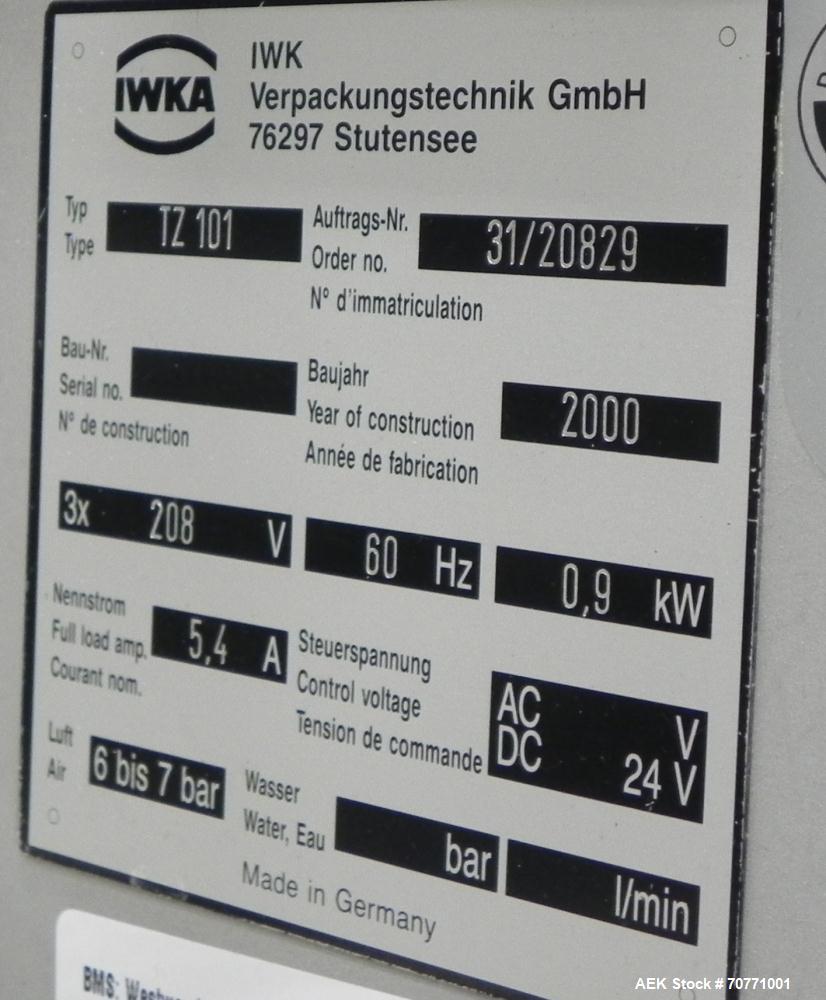 IWKA
IWK
Verpackungstechnik GmbH
76297 Stutensee
Typ
Type
TZ 101
Auftrags-Nr.
Order no.
N° d'immatriculation
31/20829
Bau-Nr.
Serial no.
N° de construction
Baujahr
Year of construction
Année de fabrication
2000
3x 208 V
60 Hz
0,9 kW
Nennstrom
Full load amp.
Courant nom.
5,4 A
Steuerspannung
Control voltage
Tension de commande
AC V
DC 24 V
Luft
Air
6 bis 7 bar
Wasser
Water, Eau
bar
l/min
Made in Germany
BMS:
AEK Stock # 70771001